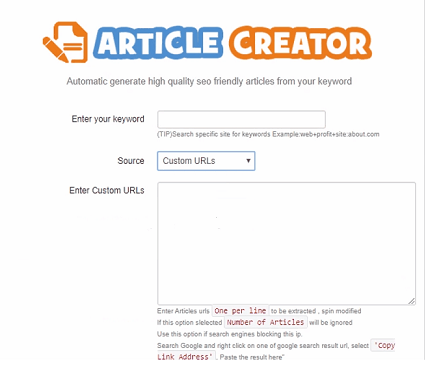 ARTICLE CREATOR
Automatic generate high quality seo friendly articles from your keyword
Enter your keyword
(TIP)Search specific site for keywords Example:web+profit+site:about.com
Source Custom URLs
Enter Custom URLs
Enter Articles urls One per line to be extracted , spin modified
If this option slelected Number of Articles will be ignored
Use this option if search engines blocking this ip.
Search Google and right click on one of google search result url, select 'Copy
Link Address' . Paste the result here"